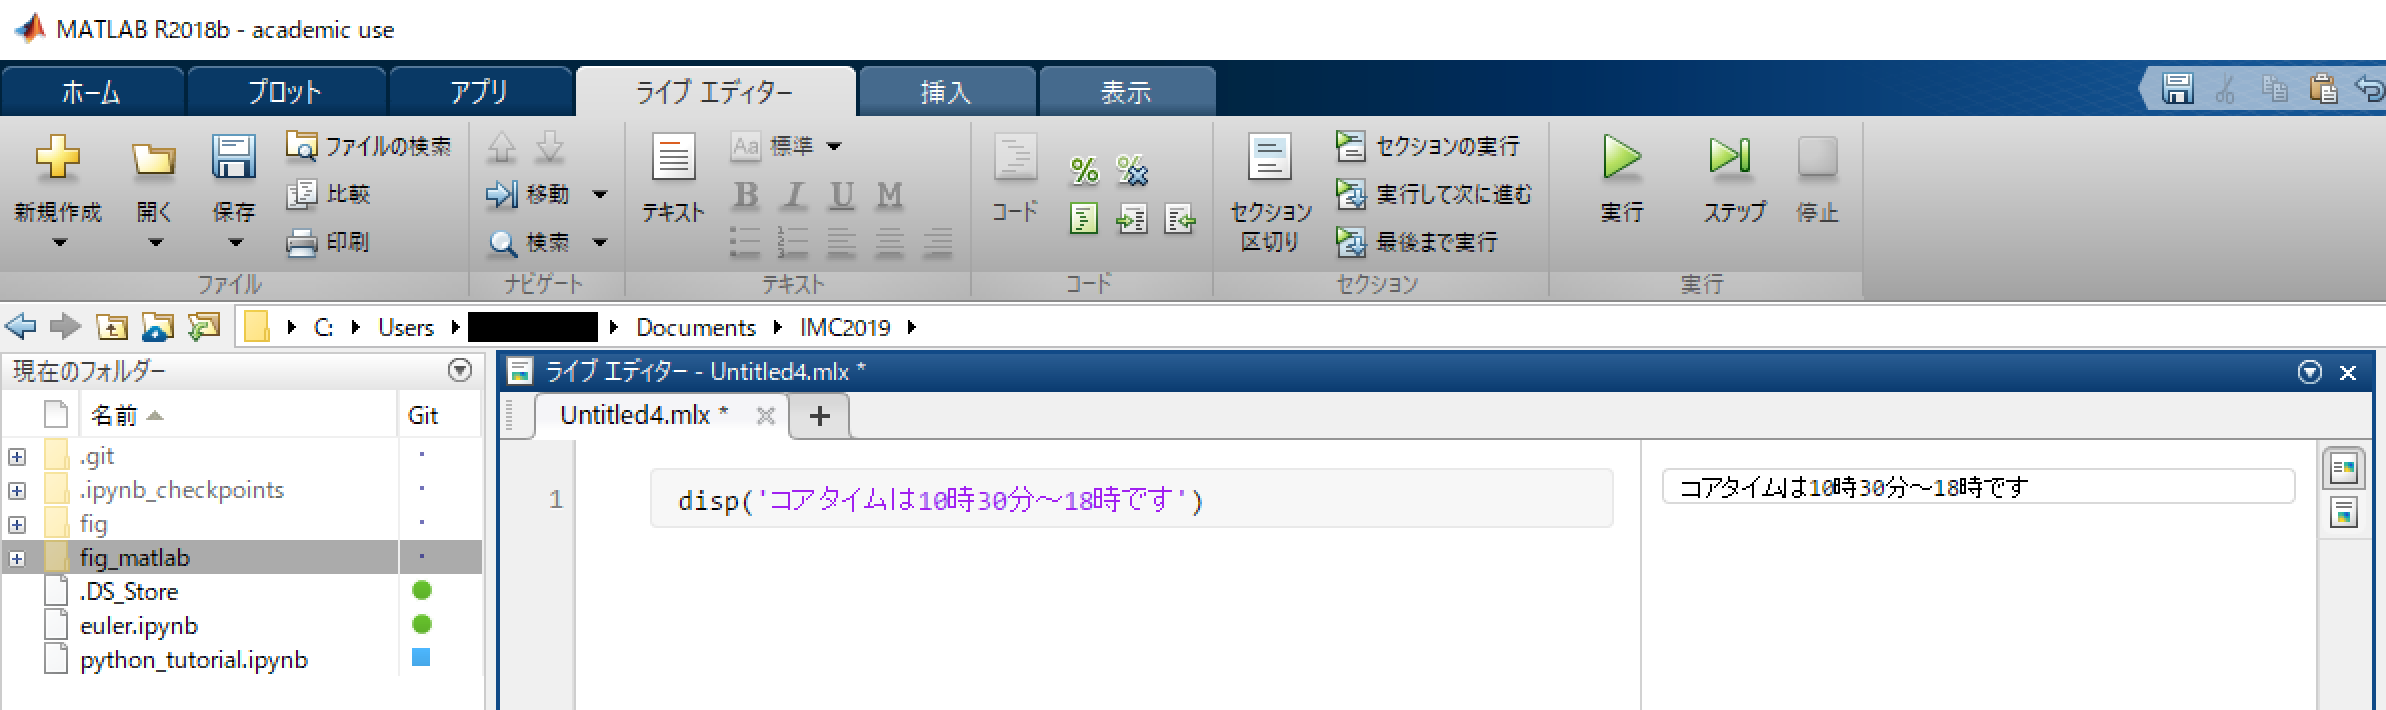 MATLAB R2018b - academic use
ホーム プロット アプリ ライブ エディター 挿入 表示
新規作成 開く 保存 ファイルの検索 比較 印刷
ファイル
移動 検索
ナビゲート
テキスト Aa 標準 B I U M
テキスト
コード % %
コード
セクション区切り セクションの実行 実行して次に進む 最後まで実行
セクション
実行 ステップ 停止
実行
C: Users Documents IMC2019
現在のフォルダー
名前 Git
.git
.ipynb_checkpoints
fig
fig_matlab
.DS_Store
euler.ipynb
python_tutorial.ipynb
ライブ エディター - Untitled4.mlx *
Untitled4.mlx * +
1 disp('コアタイムは10時30分～18時です')
コアタイムは10時30分～18時です